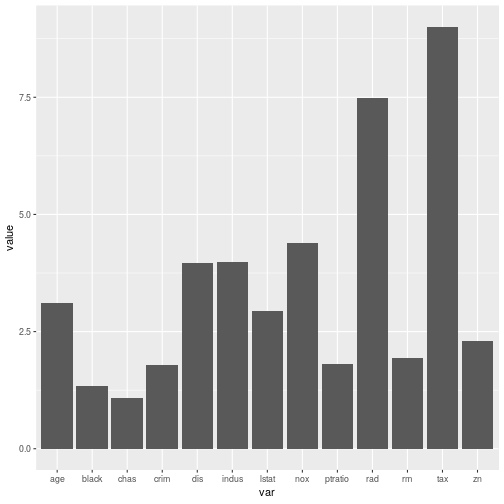 value
7.5
5.0
2.5
0.0
age black chas crim dis indus lstat nox ptratio rad rm tax zn
var